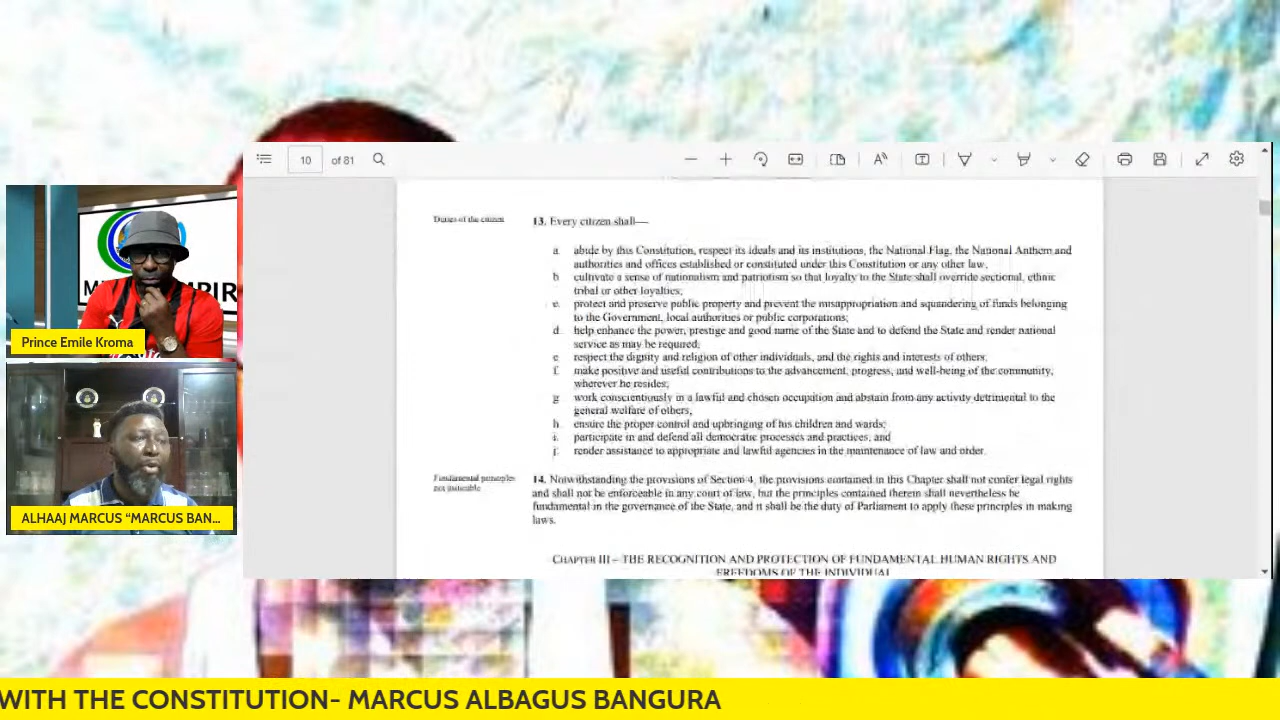 10 of 81
Duties of the citizen
13. Every citizen shall—
a. abide by this Constitution, respect its ideals and its institutions, the National Flag, the National Anthem and
authorities and offices established or constituted under this Constitution or any other law;
b. cultivate a sense of nationalism and patriotism so that loyalty to the State shall override sectional, ethnic
tribal or other loyalties;
c. protect and preserve public property and prevent the misappropriation and squandering of funds belonging
to the Government, local authorities or public corporations;
d. help enhance the power, prestige and good name of the State and to defend the State and render national
service as may be required;
e. respect the dignity and religion of other individuals, and the rights and interests of others;
f. make positive and useful contributions to the advancement, progress, and well-being of the community,
wherever he resides;
g. work conscientiously in a lawful and chosen occupation and abstain from any activity detrimental to the
general welfare of others;
h. ensure the proper control and upbringing of his children and wards;
i. participate in and defend all democratic processes and practices; and
j. render assistance to appropriate and lawful agencies in the maintenance of law and order.
Fundamental principles
not justiciable
14. Notwithstanding the provisions of Section 4, the provisions contained in this Chapter shall not confer legal rights
and shall not be enforceable in any court of law, but the principles contained therein shall nevertheless be
fundamental in the governance of the State, and it shall be the duty of Parliament to apply these principles in making
laws.
CHAPTER III – THE RECOGNITION AND PROTECTION OF FUNDAMENTAL HUMAN RIGHTS AND
FREEDOMS OF THE INDIVIDUAL
Prince Emile Kroma
ALHAAJ MARCUS “MARCUS BAN...
WITH THE CONSTITUTION- MARCUS ALBAGUS BANGURA